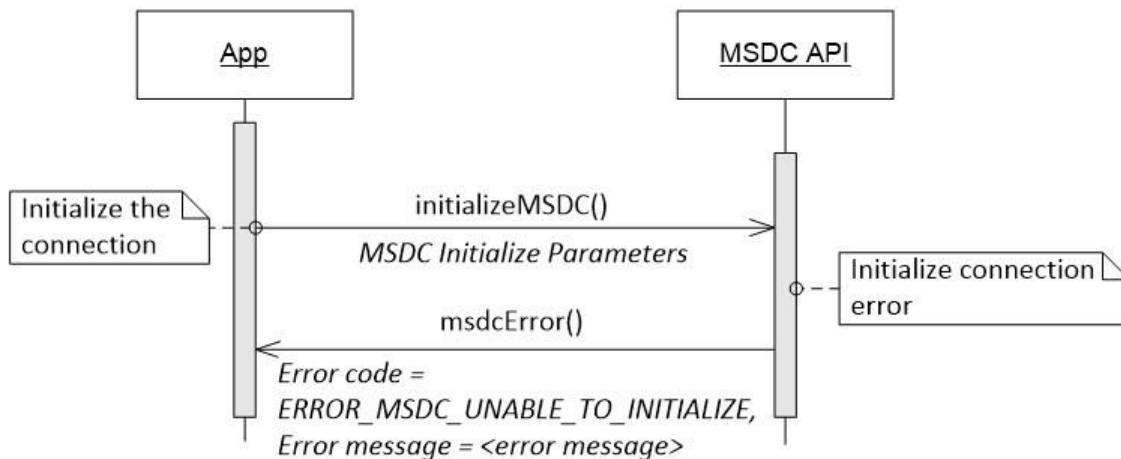 App
MSDC API
Initialize the
connection
initializeMSDC()
MSDC Initialize Parameters
Initialize connection
error
msdcError()
Error code =
ERROR_MSDC_UNABLE_TO_INITIALIZE,
Error message = <error message>